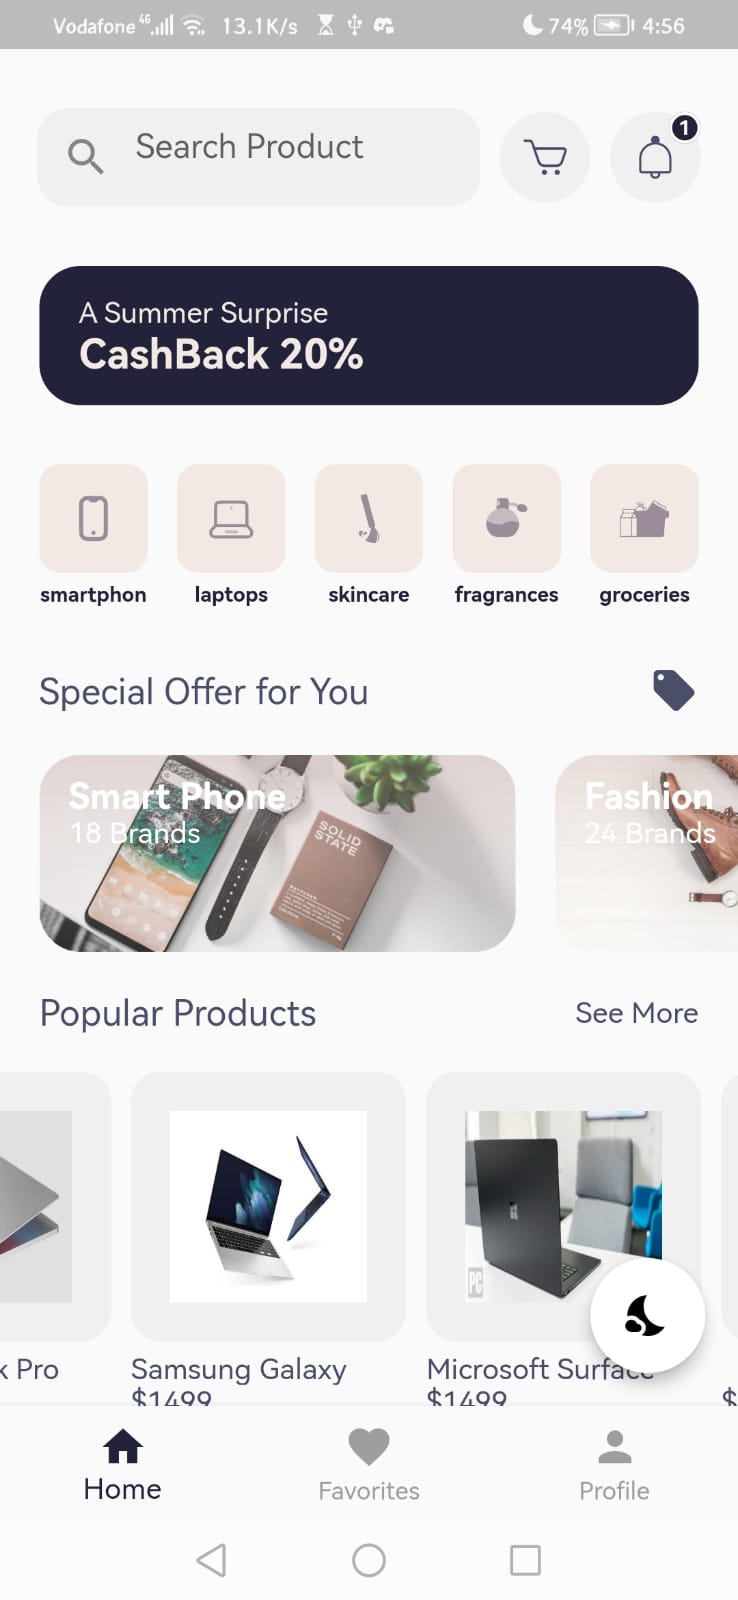 Vodafone 4G 13.1K/s 74% 4:56
Search Product
1
A Summer Surprise
CashBack 20%
smartphon laptops skincare fragrances groceries
Special Offer for You
Smart Phone
18 Brands
SOLID
STATE
Fashion
24 Brands
Popular Products See More
PC
k Pro Samsung Galaxy Microsoft Surface
$1499 $1499 $
Home Favorites Profile